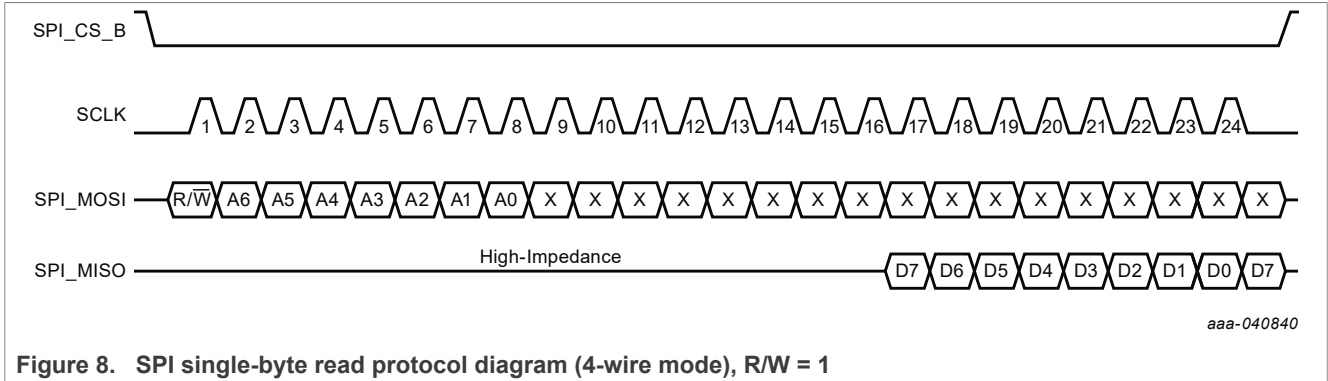 SPI_CS_B
SCLK 1 2 3 4 5 6 7 8 9 10 11 12 13 14 15 16 17 18 19 20 21 22 23 24
SPI_MOSI R/W̅ A6 A5 A4 A3 A2 A1 A0 X X X X X X X X X X X X X X X X X
SPI_MISO High-Impedance D7 D6 D5 D4 D3 D2 D1 D0 D7
aaa-040840
Figure 8. SPI single-byte read protocol diagram (4-wire mode), R/W = 1